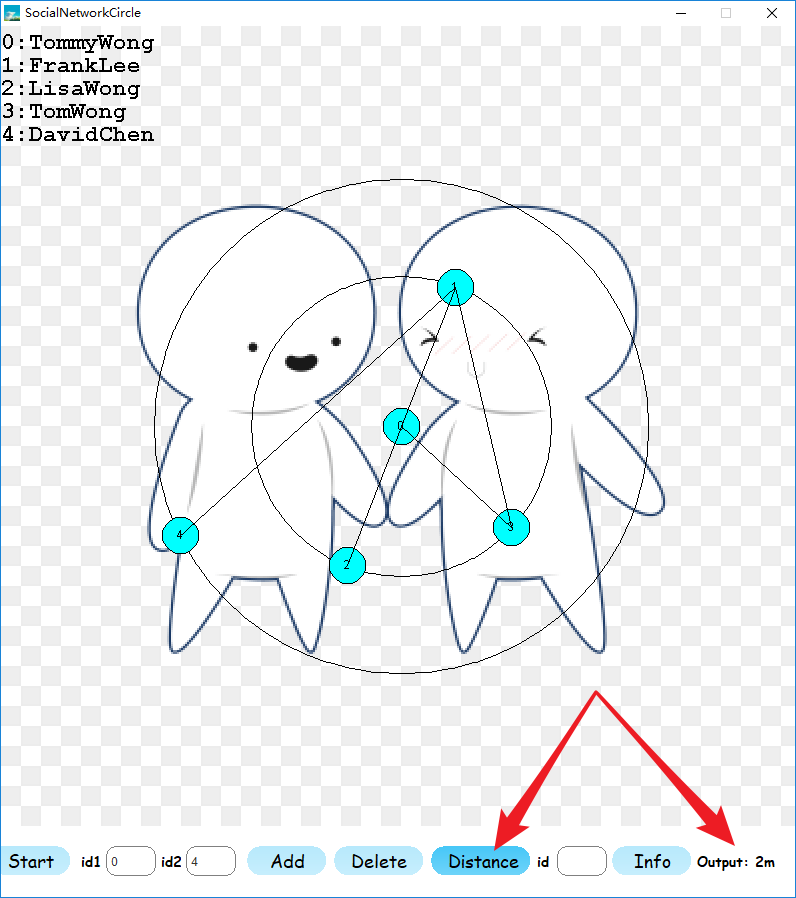 SocialNetworkCircle
0:TommyWong
1:FrankLee
2:LisaWong
3:TomWong
4:DavidChen
1
0
3
4
2
Start id1 0 id2 4 Add Delete Distance id Info Output: 2m